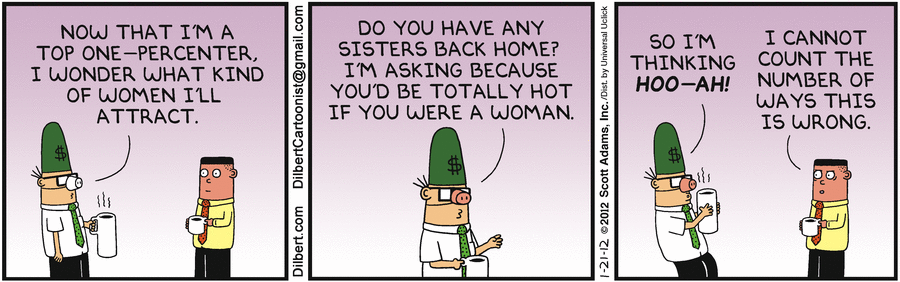 NOW THAT I'M A
TOP ONE-PERCENTER,
I WONDER WHAT KIND
OF WOMEN I'LL
ATTRACT.
$
Dilbert.com DilbertCartoonist@gmail.com
DO YOU HAVE ANY
SISTERS BACK HOME?
I'M ASKING BECAUSE
YOU'D BE TOTALLY HOT
IF YOU WERE A WOMAN.
$
1-21-12 ©2012 Scott Adams, Inc. /Dist. by Universal Uclick
SO I'M
THINKING
HOO-AH!
$
I CANNOT
COUNT THE
NUMBER OF
WAYS THIS
IS WRONG.